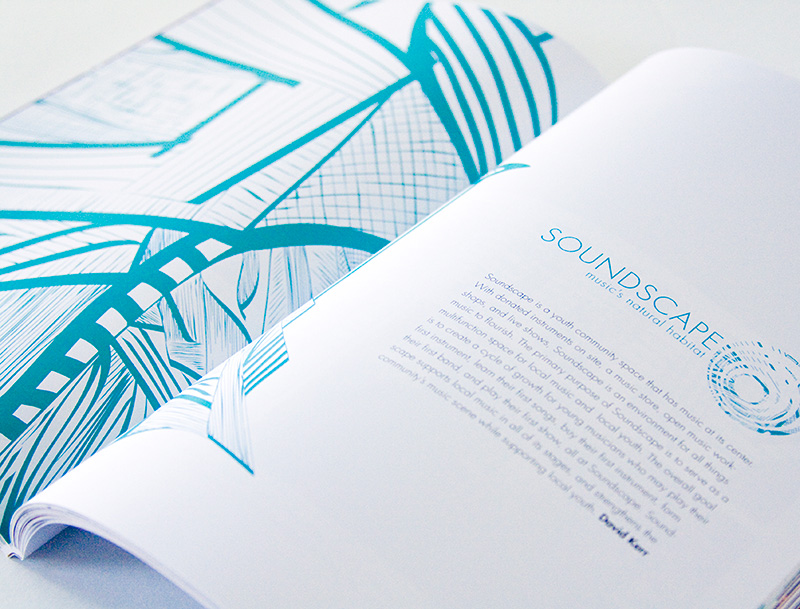 SOUNDSCAPE
music's natural habitat
Soundscape is a youth community space that has music at its center.
With donated instruments on site, a music store, open music work
shops, and live shows, Soundscape is an environment for all things
music to flourish. The primary purpose of Soundscape is to serve as a
multifunction space for local music and local youth. The overall goal
is to create a cycle of growth for young musicians who may play their
first instrument, learn their first songs, buy their first instrument, form
their first band, and play their first show, all at Soundscape. Sound-
scape supports local music in all of its stages, and strengthens the
community's music scene while supporting local youth. David Kerr